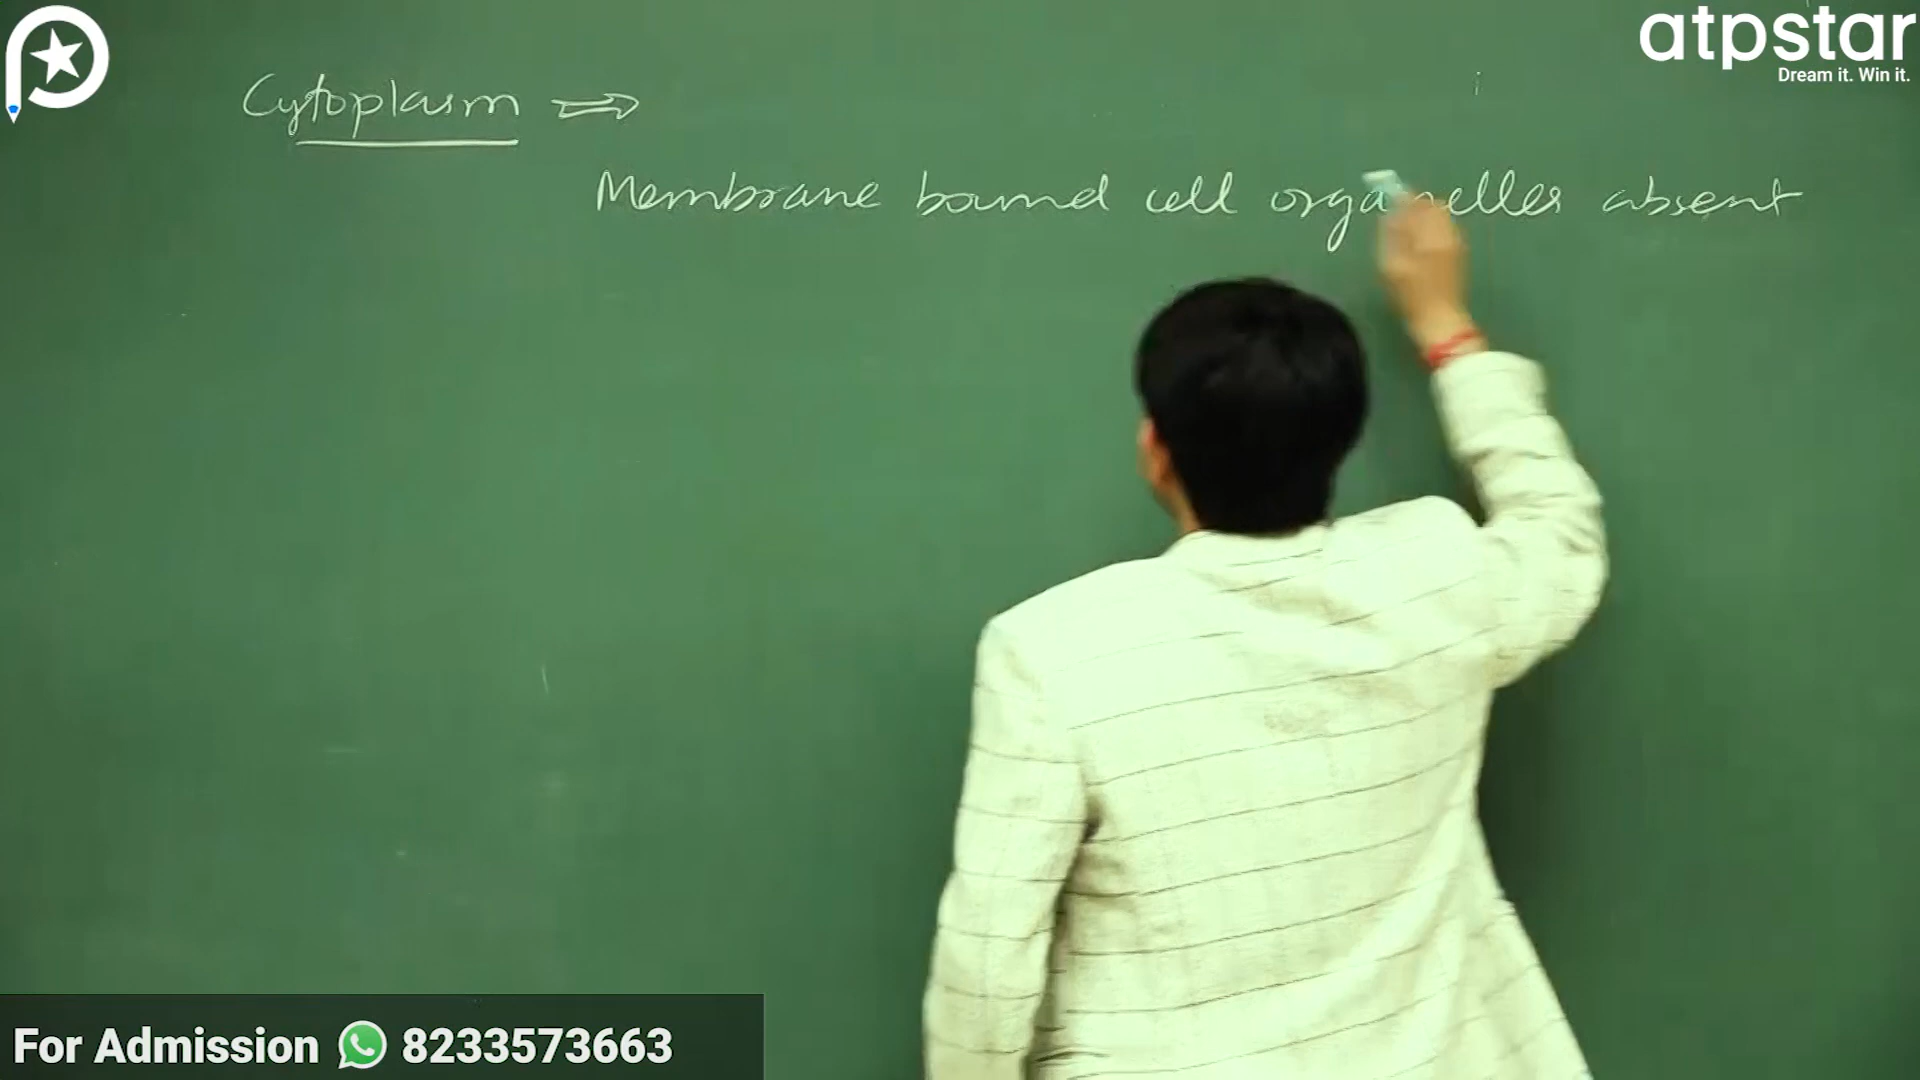 atpstar
Dream it. Win it.
Cytoplasm ⇒
Membrane bound cell organelles absent
For Admission 8233573663